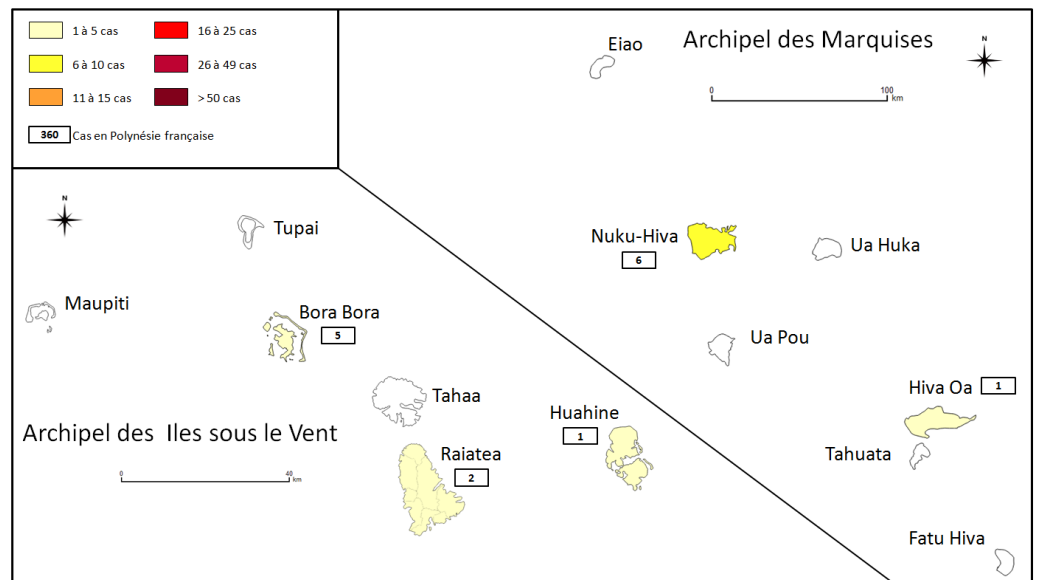 1 à 5 cas
16 à 25 cas
6 à 10 cas
26 à 49 cas
11 à 15 cas
> 50 cas
360 Cas en Polynésie française
Eiao
Archipel des Marquises
N
0 100
km
N
Tupai
Nuku-Hiva
6
Ua Huka
Maupiti
Bora Bora
5
Ua Pou
Tahaa
Hiva Oa 1
Huahine
1
Archipel des Iles sous le Vent
Raiatea
2
Tahuata
0 40
km
Fatu Hiva